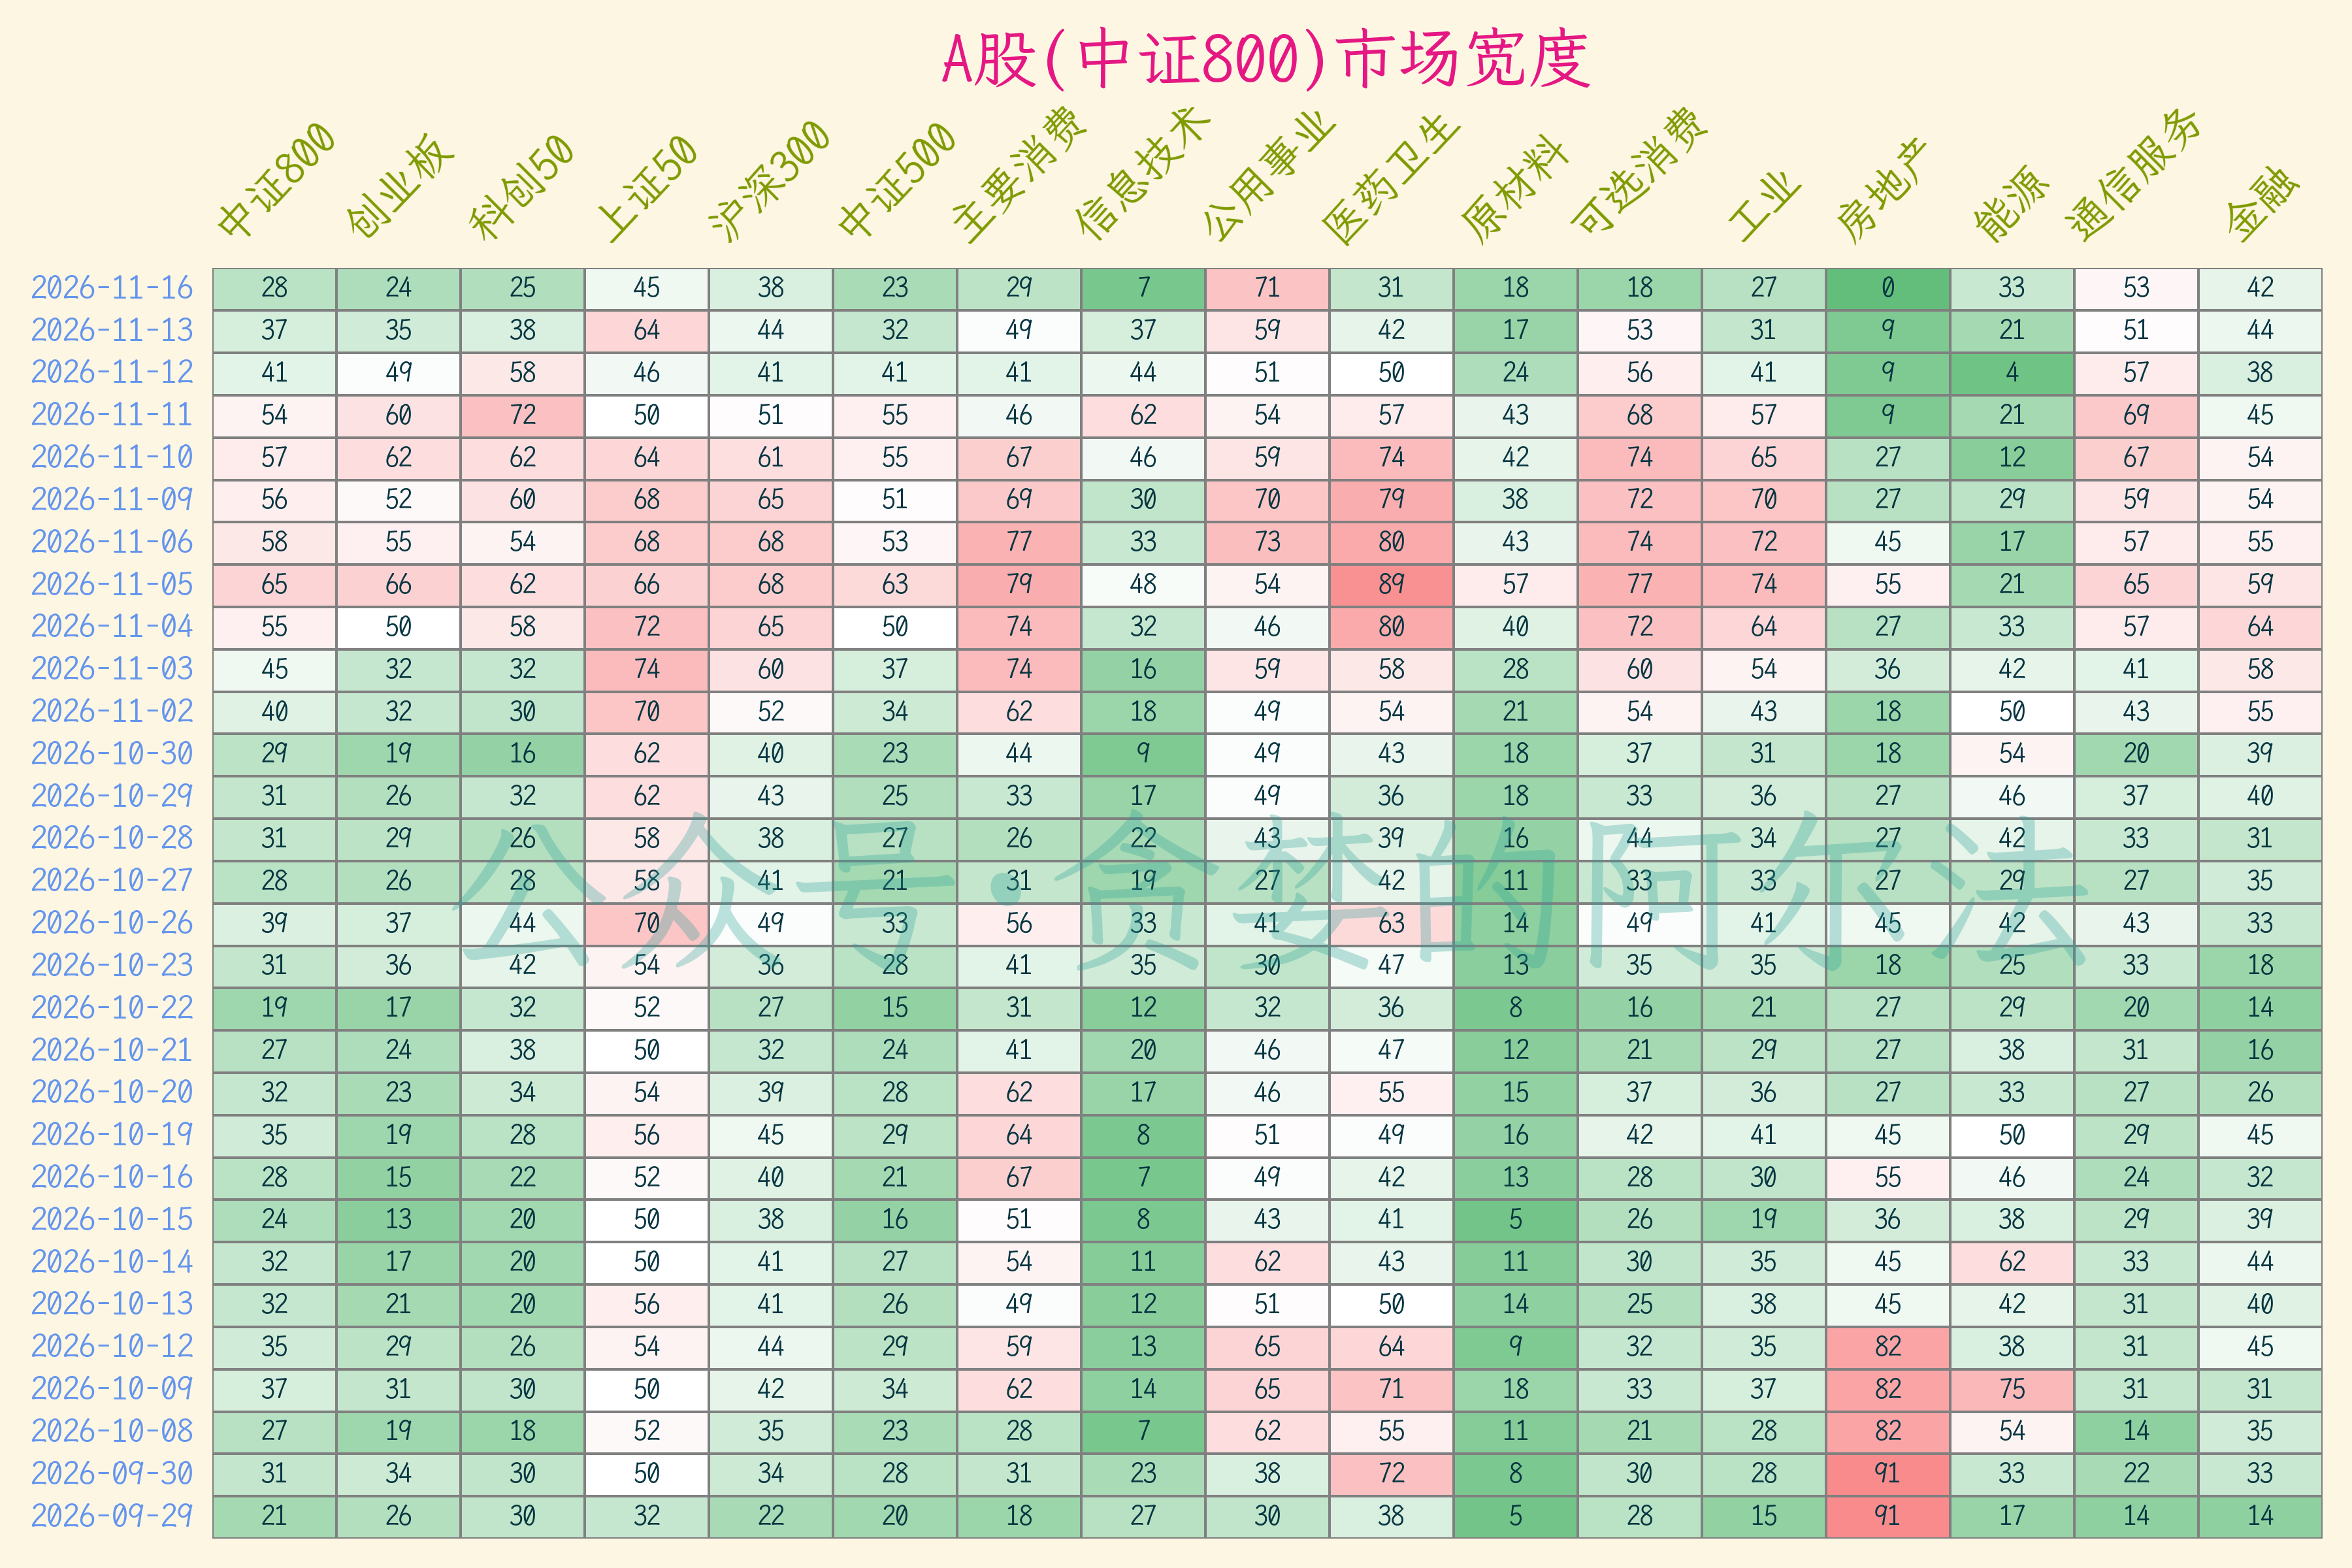 A股(中证800)市场宽度
中证800 创业板 科创50 上证50 沪深300 中证500 主要消费 信息技术 公用事业 医药卫生 原材料 可选消费 工业 房地产 能源 通信服务 金融
2026-11-16 28 24 25 45 38 23 29 7 71 31 18 18 27 0 33 53 42
2026-11-13 37 35 38 64 44 32 49 37 59 42 17 53 31 9 21 51 44
2026-11-12 41 49 58 46 41 41 41 44 51 50 24 56 41 9 4 57 38
2026-11-11 54 60 72 50 51 55 46 62 54 57 43 68 57 9 21 69 45
2026-11-10 57 62 62 64 61 55 67 46 59 74 42 74 65 27 12 67 54
2026-11-09 56 52 60 68 65 51 69 30 70 79 38 72 70 27 29 59 54
2026-11-06 58 55 54 68 68 53 77 33 73 80 43 74 72 45 17 57 55
2026-11-05 65 66 62 66 68 63 79 48 54 89 57 77 74 55 21 65 59
2026-11-04 55 50 58 72 65 50 74 32 46 80 40 72 64 27 33 57 64
2026-11-03 45 32 32 74 60 37 74 16 59 58 28 60 54 36 42 41 58
2026-11-02 40 32 30 70 52 34 62 18 49 54 21 54 43 18 50 43 55
2026-10-30 29 19 16 62 40 23 44 9 49 43 18 37 31 18 54 20 39
2026-10-29 31 26 32 62 43 25 33 17 49 36 18 33 36 27 46 37 40
2026-10-28 31 29 26 58 38 27 26 22 43 39 16 44 34 27 42 33 31
2026-10-27 28 26 28 58 41 21 31 19 27 42 11 33 33 27 29 27 35
公众号·贪婪的阿尔法
2026-10-26 39 37 44 70 49 33 56 33 41 63 14 49 41 45 42 43 33
2026-10-23 31 36 42 54 36 28 41 35 30 47 13 35 35 18 25 33 18
2026-10-22 19 17 32 52 27 15 31 12 32 36 8 16 21 27 29 20 14
2026-10-21 27 24 38 50 32 24 41 20 46 47 12 21 29 27 38 31 16
2026-10-20 32 23 34 54 39 28 62 17 46 55 15 37 36 27 33 27 26
2026-10-19 35 19 28 56 45 29 64 8 51 49 16 42 41 45 50 29 45
2026-10-16 28 15 22 52 40 21 67 7 49 42 13 28 30 55 46 24 32
2026-10-15 24 13 20 50 38 16 51 8 43 41 5 26 19 36 38 29 39
2026-10-14 32 17 20 50 41 27 54 11 62 43 11 30 35 45 62 33 44
2026-10-13 32 21 20 56 41 26 49 12 51 50 14 25 38 45 42 31 40
2026-10-12 35 29 26 54 44 29 59 13 65 64 9 32 35 82 38 31 45
2026-10-09 37 31 30 50 42 34 62 14 65 71 18 33 37 82 75 31 31
2026-10-08 27 19 18 52 35 23 28 7 62 55 11 21 28 82 54 14 35
2026-09-30 31 34 30 50 34 28 31 23 38 72 8 30 28 91 33 22 33
2026-09-29 21 26 30 32 22 20 18 27 30 38 5 28 15 91 17 14 14